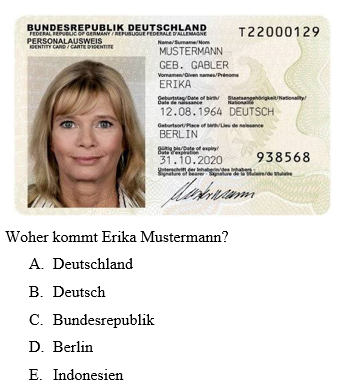 BUNDESREPUBLIK DEUTSCHLAND
FEDERAL REPUBLIC OF GERMANY / REPUBLIQUE FEDERALE D'ALLEMAGNE
PERSONALAUSWEIS
IDENTITY CARD / CARTE D'IDENTITE
T22000129
Name/Surname/Nom
MUSTERMANN
GEB. GABLER
Vornamen/Given names/Prénoms
ERIKA
Geburtstag/Date of birth/
Date de naissance
Staatsangehörigkeit/Nationality/
Nationalité
12.08.1964 DEUTSCH
Geburtsort/Place of birth/Lieu de naissance
BERLIN
Gültig bis/Date of expiry/
Date d'expiration
31.10.2020
938568
Unterschrift der Inhaberin/des Inhabers -
Signature of bearer - Signature de la titulaire/du titulaire
Mustermann
Woher kommt Erika Mustermann?
A. Deutschland
B. Deutsch
C. Bundesrepublik
D. Berlin
E. Indonesien